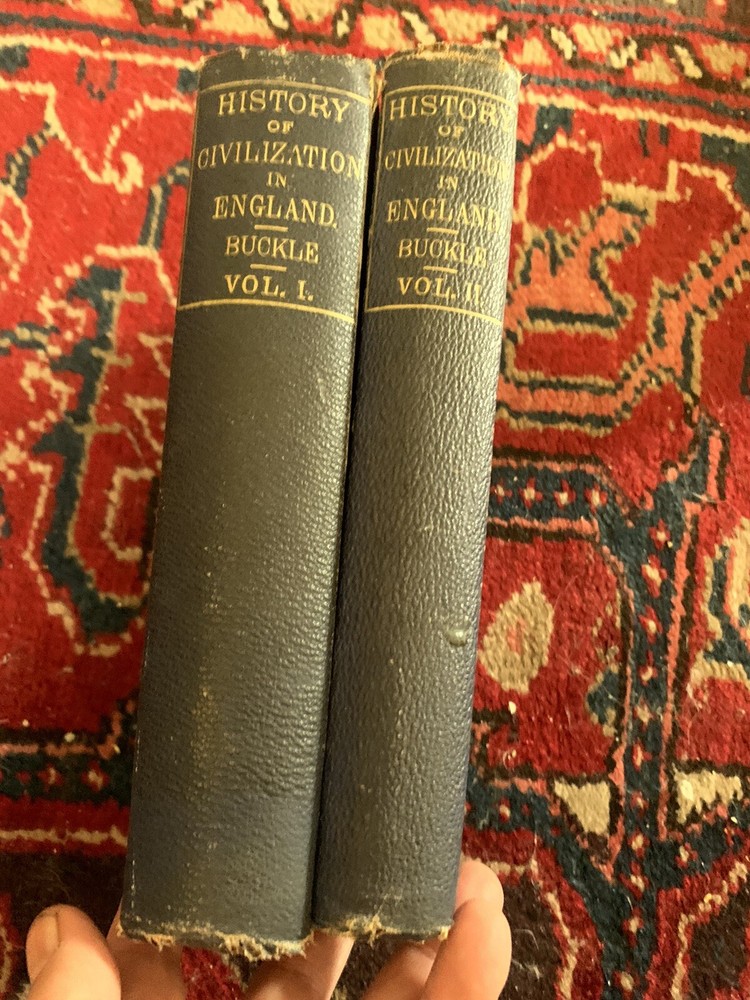 HISTORY
OF
CIVILIZATION
IN
ENGLAND.
BUCKLE
VOL. I.
HISTORY
OF
CIVILIZATION
IN
ENGLAND
BUCKLE
VOL. II